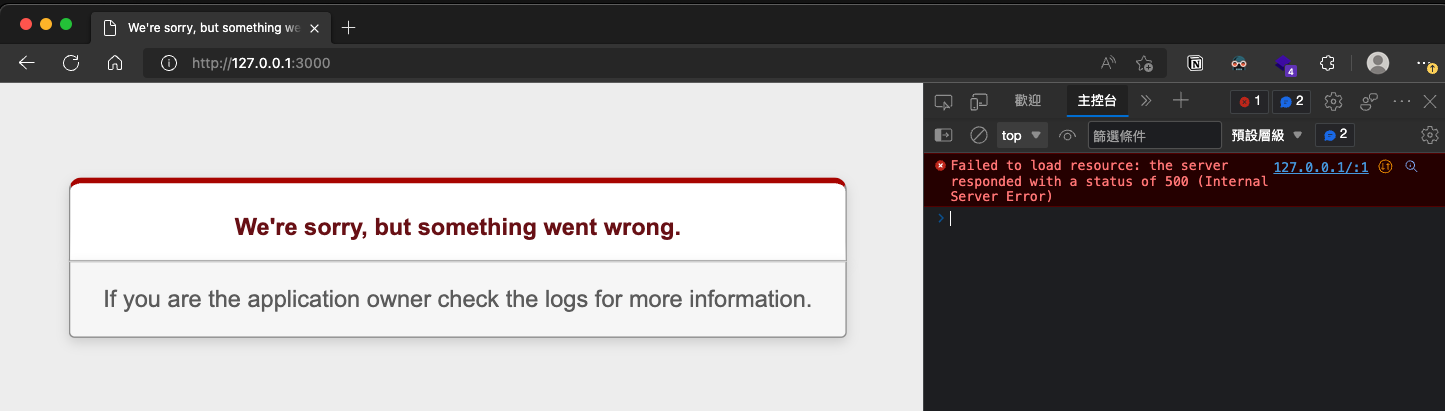 We're sorry, but something we
http://127.0.0.1:3000
A
N
4
歡迎
主控台
1
2
top
篩選條件
預設層級
2
Failed to load resource: the server
127.0.0.1/:1
responded with a status of 500 (Internal
Server Error)
We're sorry, but something went wrong.
If you are the application owner check the logs for more information.